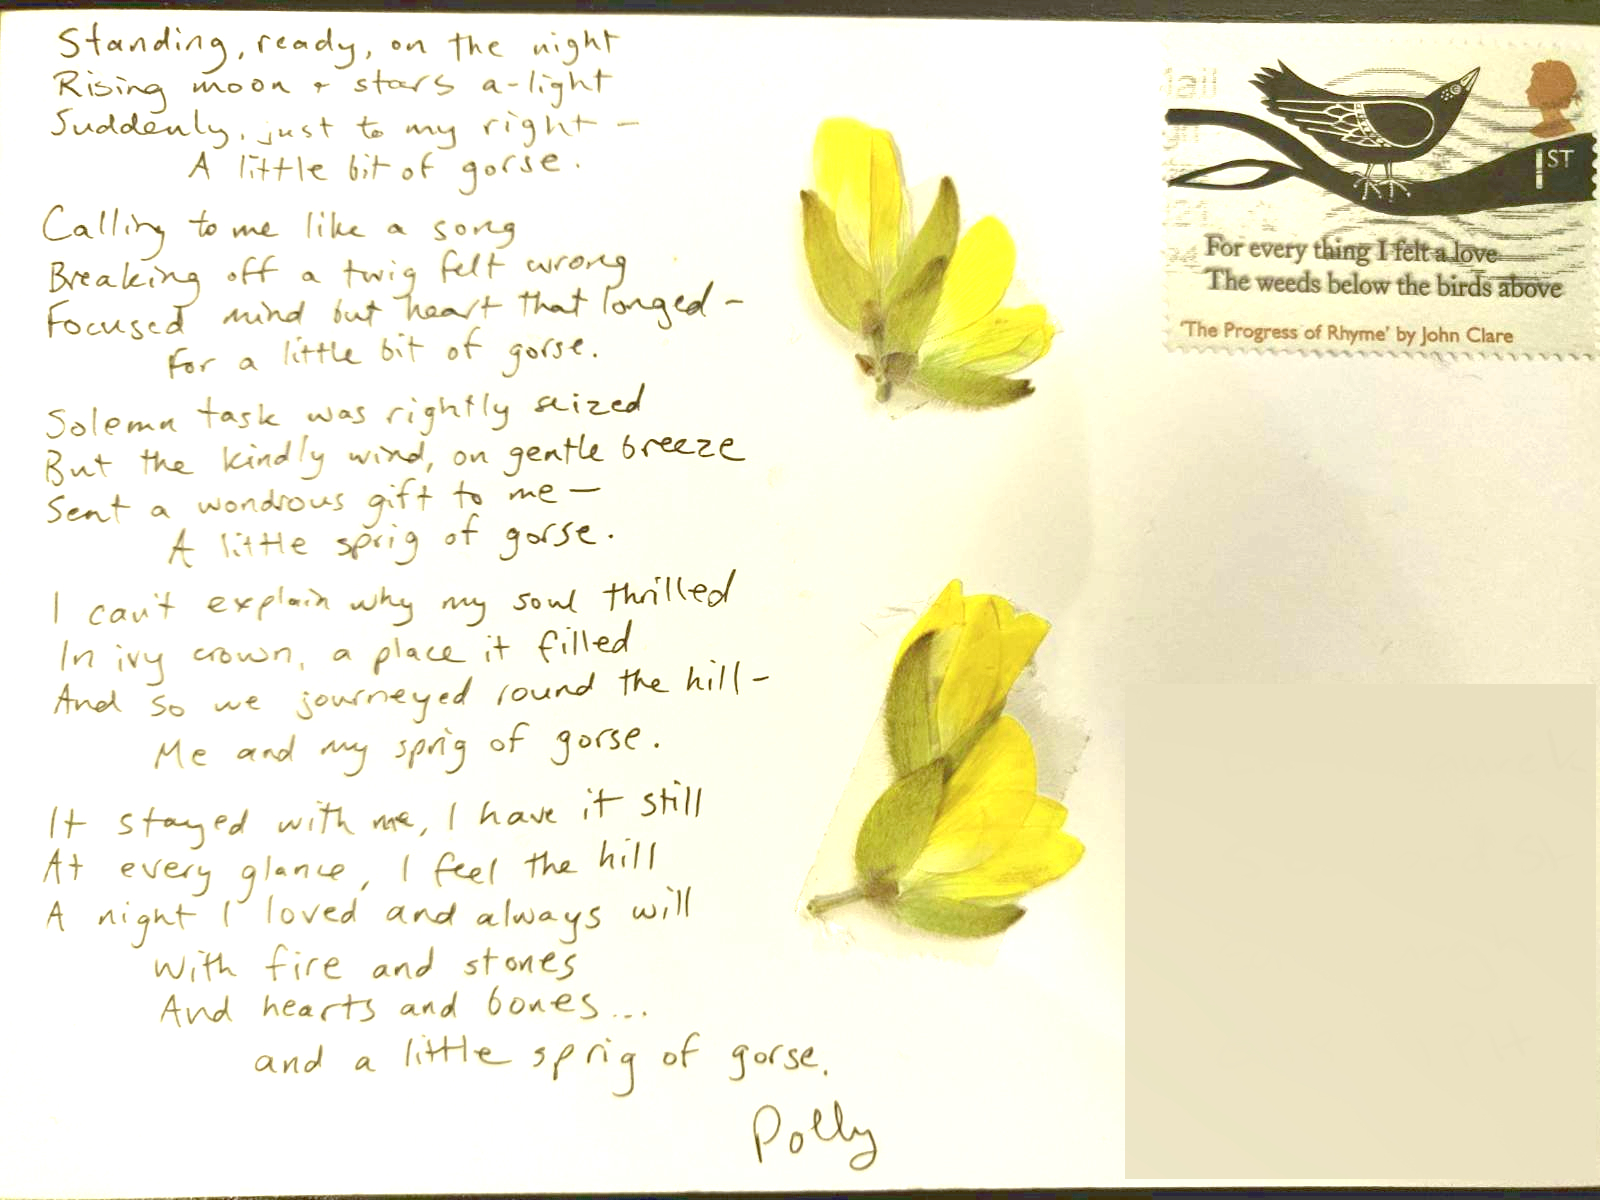 Standing, ready, on the night
Rising moon + stars a-light
Suddenly, just to my right -
A little bit of gorse.
Calling to me like a song
Breaking off a twig felt wrong
Focused mind but heart that longed -
For a little bit of gorse.
Solemn task was rightly seized
But the kindly wind, on gentle breeze
Sent a wondrous gift to me -
A little sprig of gorse.
I can't explain why my soul thrilled
In ivy crown, a place it filled
And so we journeyed round the hill -
Me and my sprig of gorse.
It stayed with me, I have it still
At every glance, I feel the hill
A night I loved and always will
With fire and stones
And hearts and bones...
and a little sprig of gorse.
Polly
Mail
1ST
For every thing I felt a love
The weeds below the birds above
'The Progress of Rhyme' by John Clare